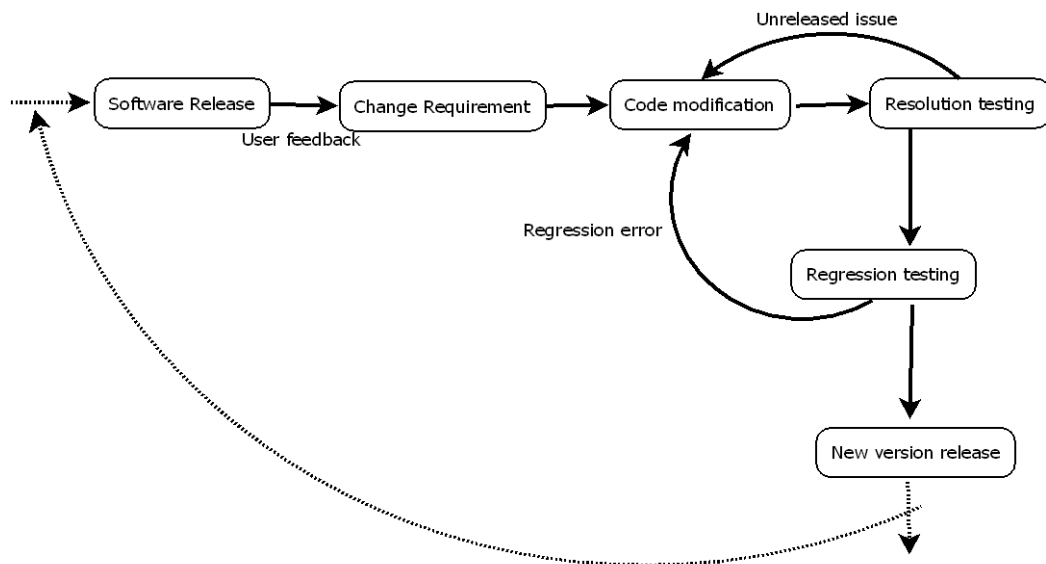 Unreleased issue
Software Release
Change Requirement
Code modification
Resolution testing
User feedback
Regression error
Regression testing
New version release